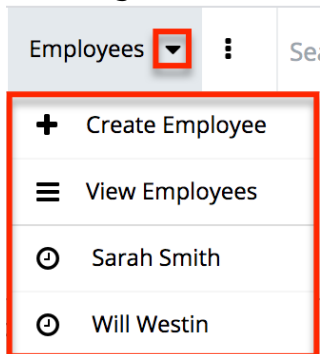 Employees
Create Employee
View Employees
Sarah Smith
Will Westin